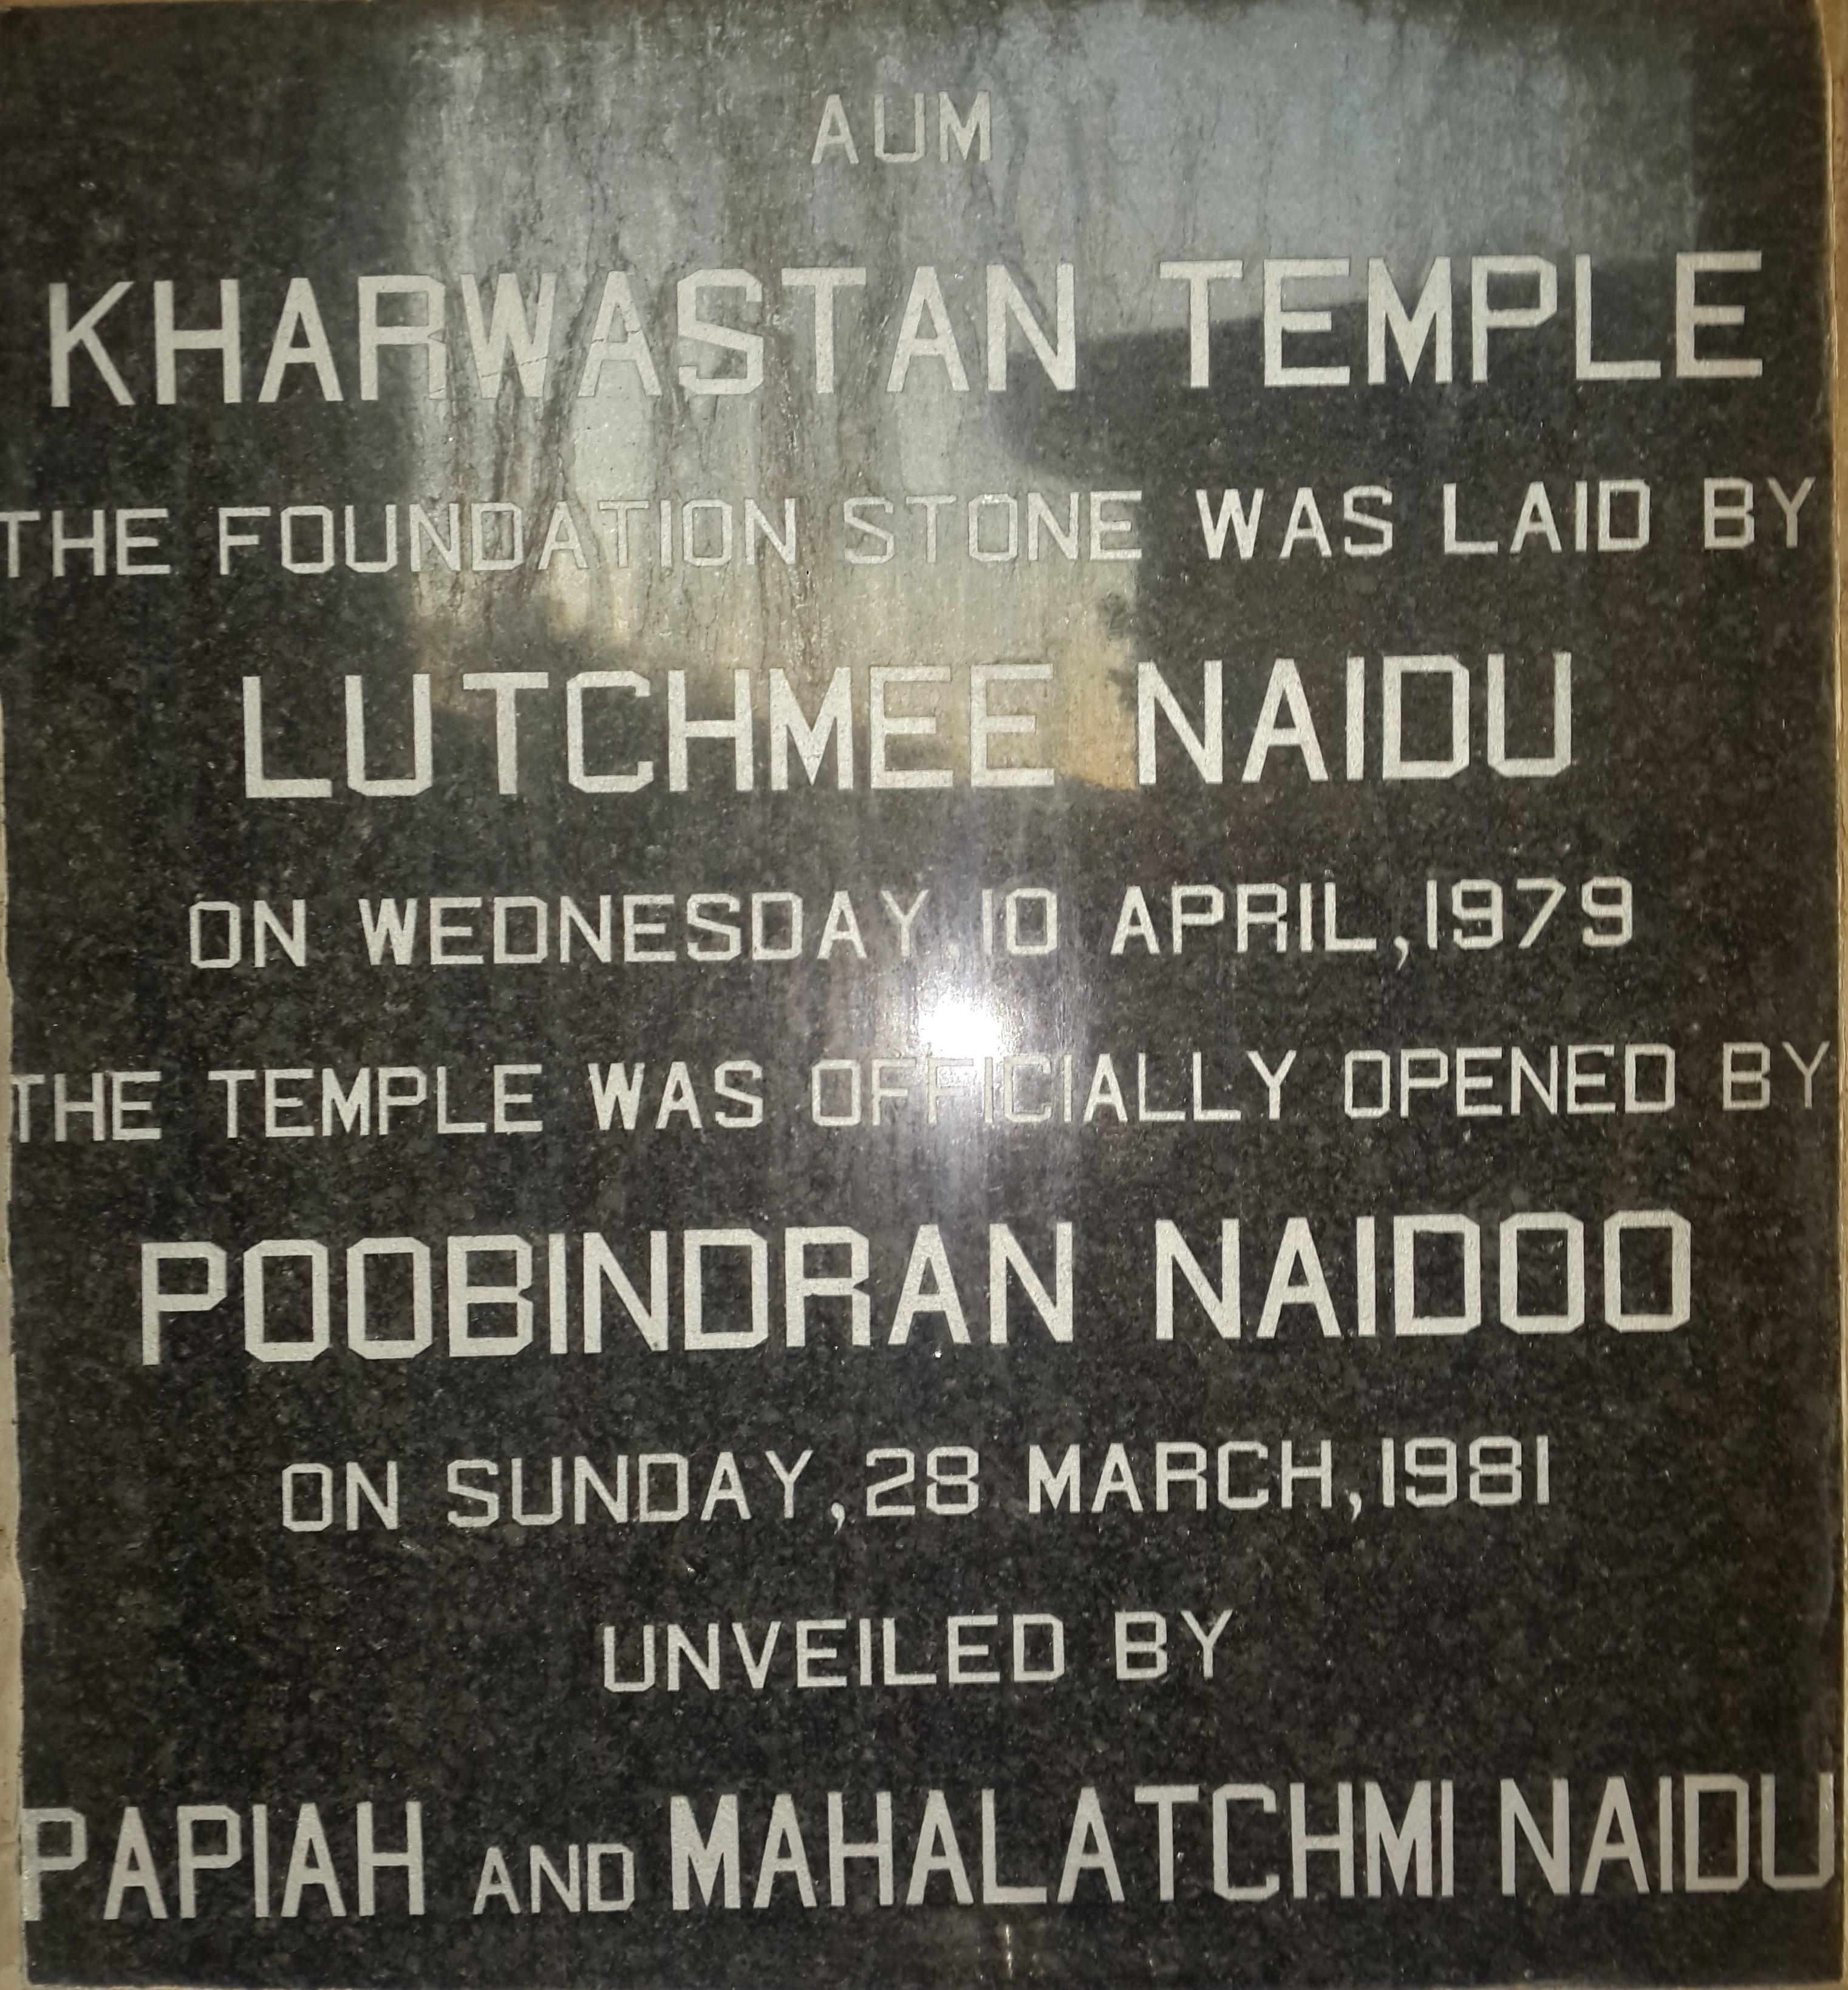 AUM
KHARWASTAN TEMPLE
THE FOUNDATION STONE WAS LAID BY
LUTCHMEE NAIDU
ON WEDNESDAY, 10 APRIL, 1979
THE TEMPLE WAS OFFICIALLY OPENED BY
POOBINDRAN NAIDOO
ON SUNDAY, 28 MARCH, 1981
UNVEILED BY
PAPIAH AND MAHALATCHMI NAIDU